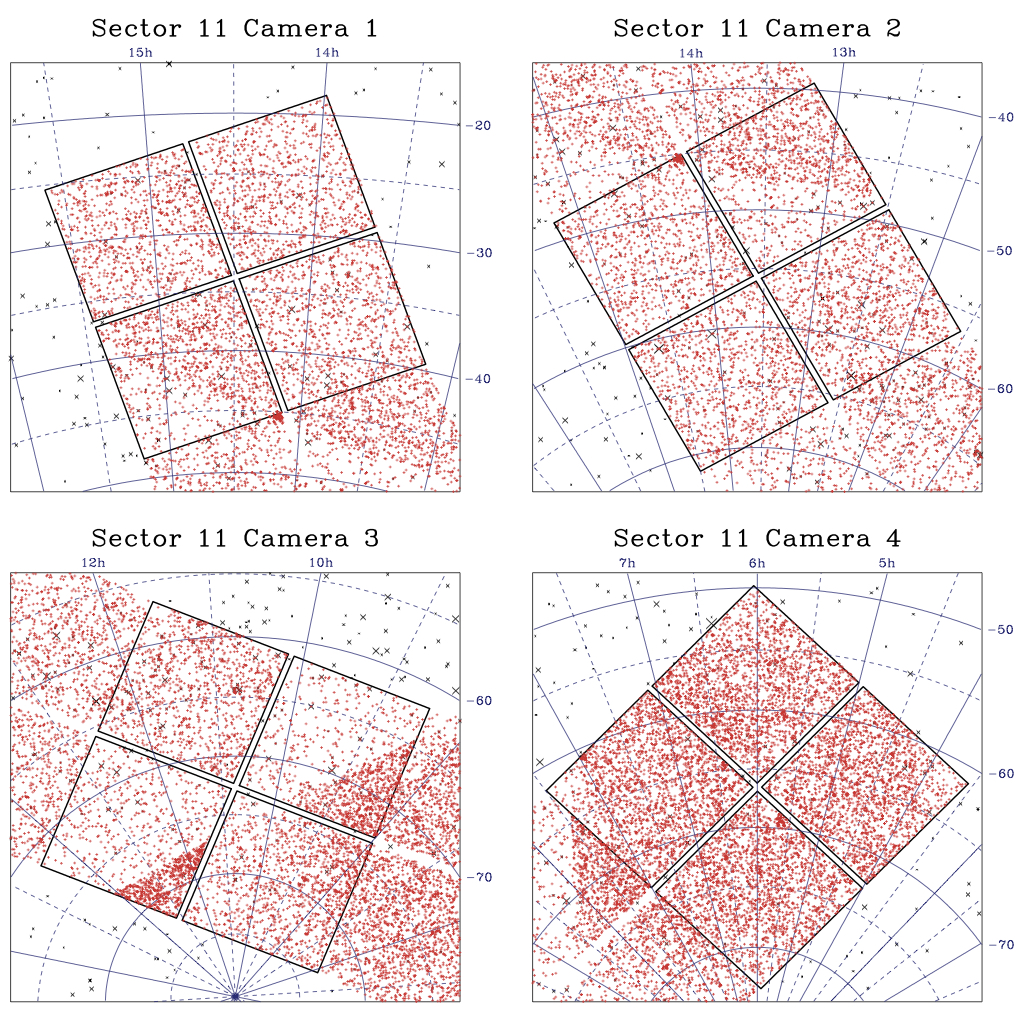 Sector 11 Camera 1
15h 14h
-20
-30
-40
Sector 11 Camera 2
14h 13h
-40
-50
-60
Sector 11 Camera 3
12h 10h
-60
-70
Sector 11 Camera 4
7h 6h 5h
-50
-60
-70